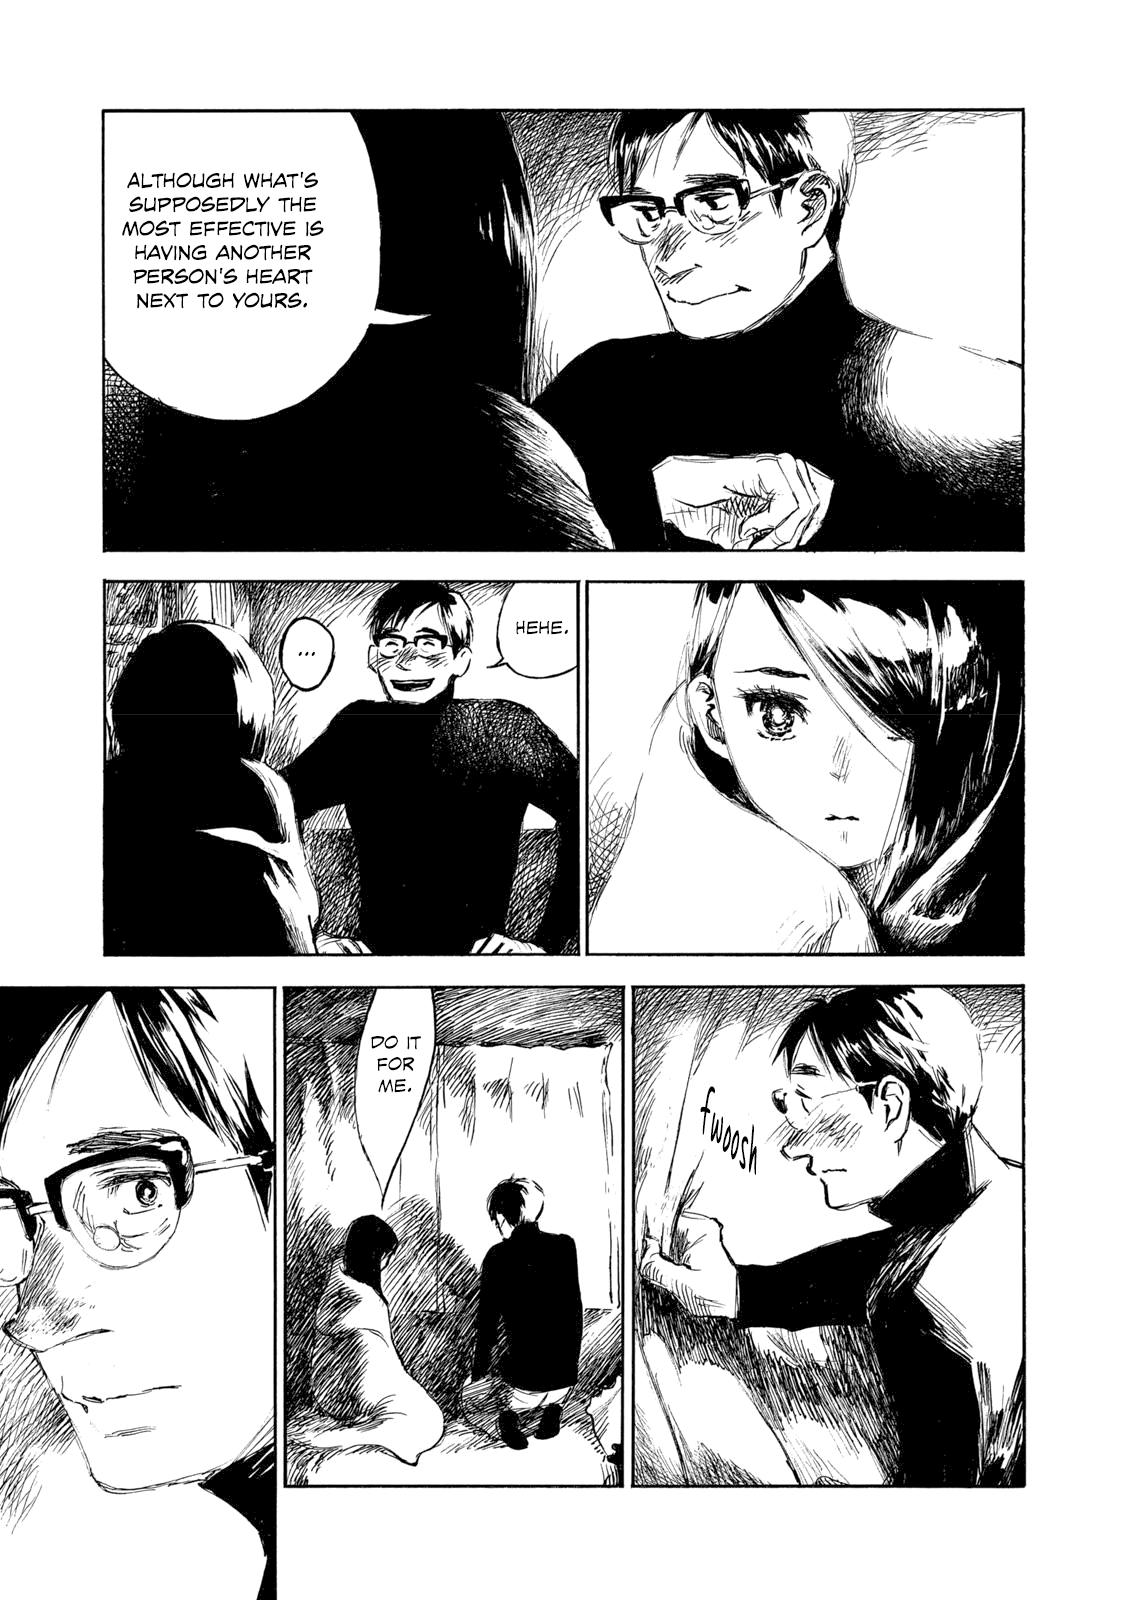 ALTHOUGH WHAT'S
SUPPOSEDLY THE
MOST EFFECTIVE IS
HAVING ANOTHER
PERSON'S HEART
NEXT TO YOURS.
HEHE.
...
fwoosh
DO IT
FOR
ME.